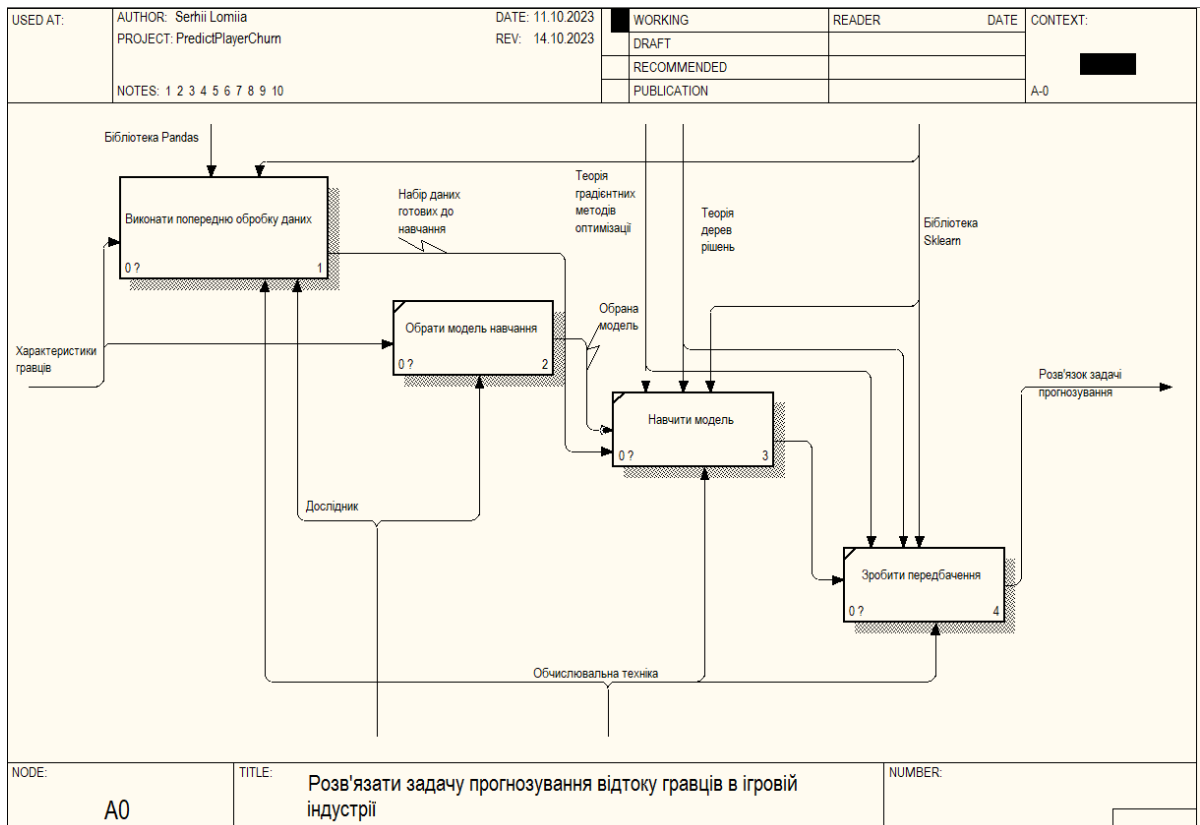 USED AT:
AUTHOR: Serhii Lomiia
DATE: 11.10.2023
PROJECT: PredictPlayerChurn
REV: 14.10.2023
NOTES: 1 2 3 4 5 6 7 8 9 10
WORKING
DRAFT
RECOMMENDED
PUBLICATION
READER
DATE
CONTEXT:
A-0
Бібліотека Pandas
Виконати попередню обробку даних
0 ?
1
Набір даних
готових до
навчання
Теорія
градієнтних
методів
оптимізації
Теорія
дерев
рішень
Бібліотека
Sklearn
Характеристики
гравців
Обрати модель навчання
0 ?
2
Обрана
модель
Навчити модель
0 ?
3
Розв'язок задачі
прогнозування
Дослідник
Зробити передбачення
0 ?
4
Обчислювальна техніка
NODE:
A0
TITLE:
Розв'язати задачу прогнозування відтоку гравців в ігровій
індустрії
NUMBER: